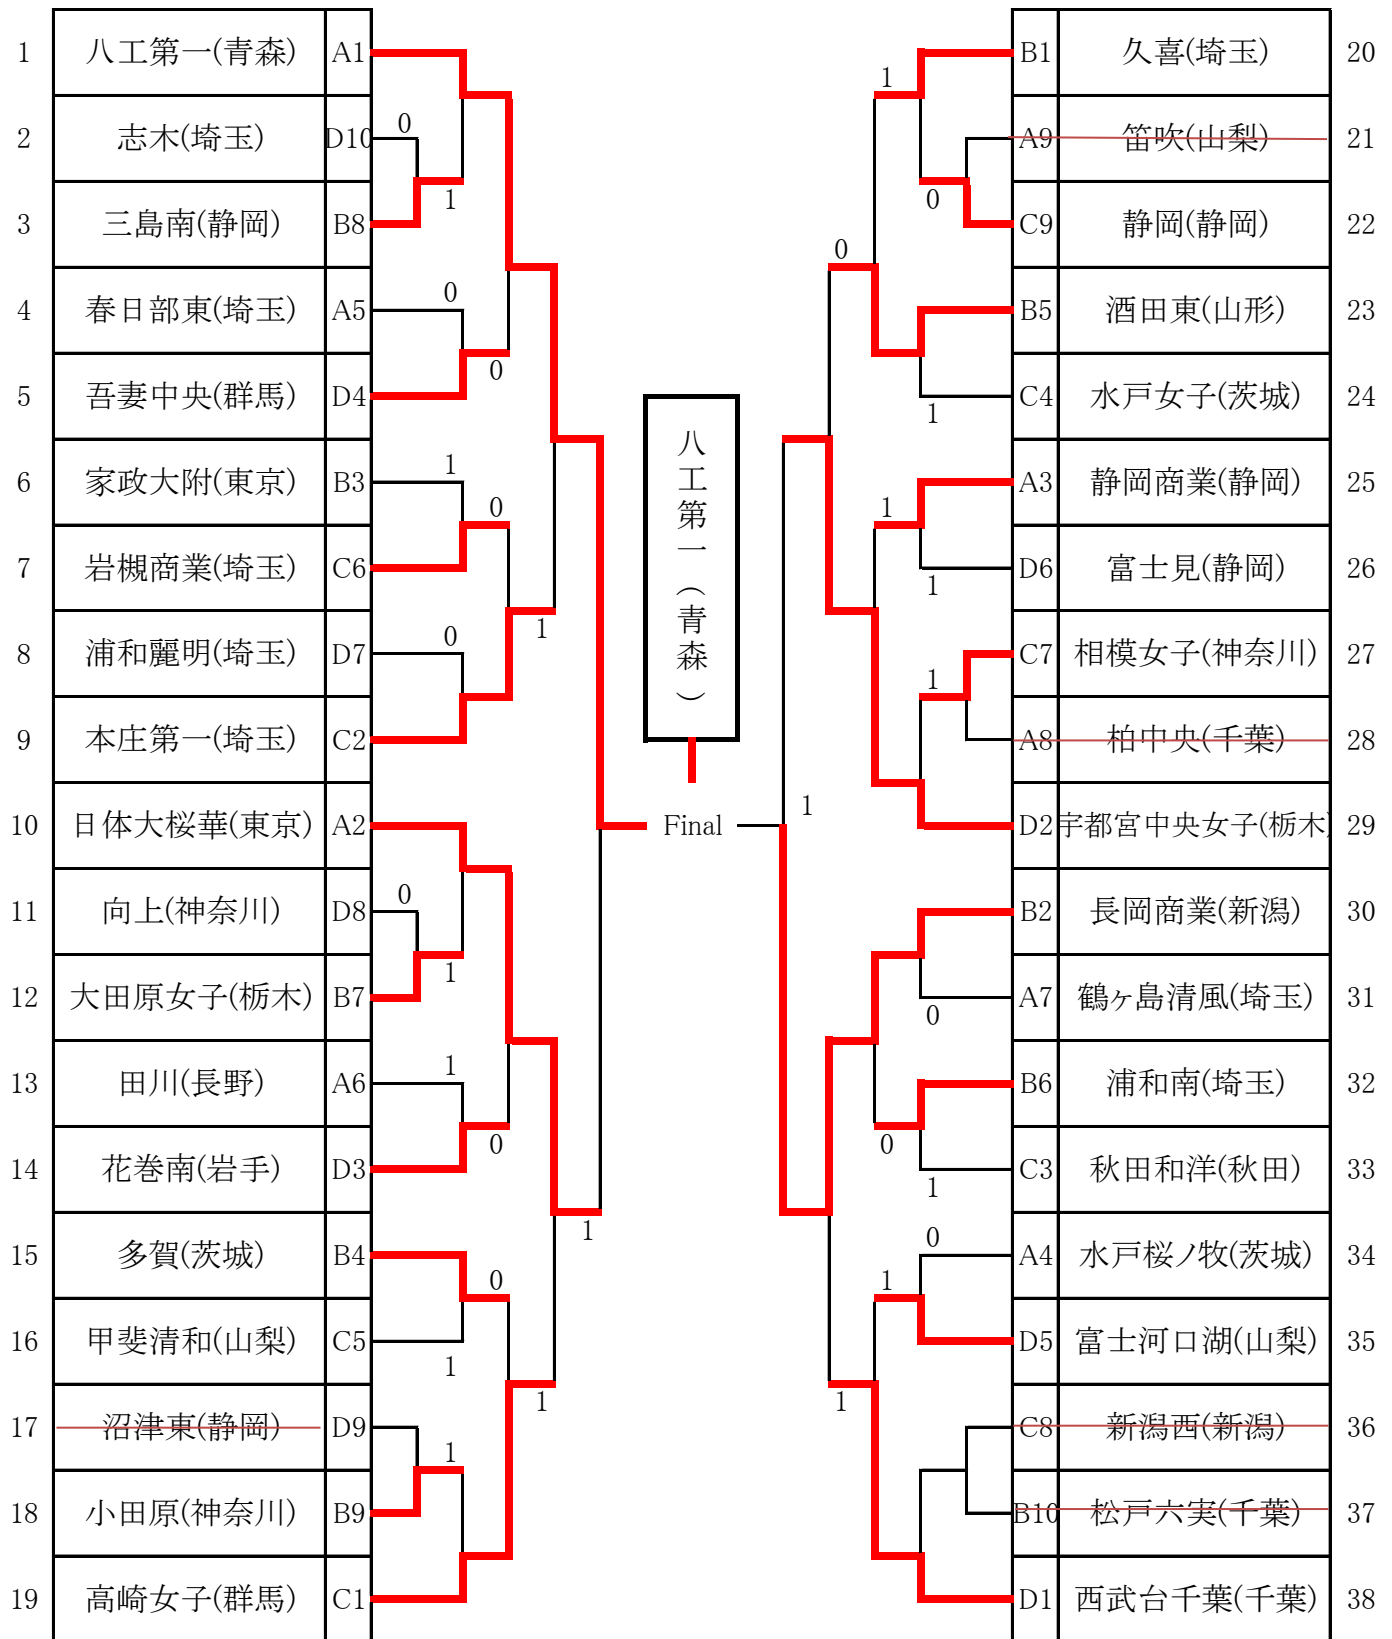 1 八工第一(青森) A1
2 志木(埼玉) D10
0
3 三島南(静岡) B8
1
4 春日部東(埼玉) A5
0
5 吾妻中央(群馬) D4
0
6 家政大附(東京) B3
1
0
7 岩槻商業(埼玉) C6
8 浦和麗明(埼玉) D7
0
1
9 本庄第一(埼玉) C2
10 日体大桜華(東京) A2
11 向上(神奈川) D8
0
12 大田原女子(栃木) B7
1
13 田川(長野) A6
1
14 花巻南(岩手) D3
0
1
15 多賀(茨城) B4
0
16 甲斐清和(山梨) C5
1
17 沼津東(静岡) D9
1
1
18 小田原(神奈川) B9
19 高崎女子(群馬) C1
八工第一(青森)
Final
1
B1 久喜(埼玉) 20
1
A9 笛吹(山梨) 21
0
C9 静岡(静岡) 22
0
B5 酒田東(山形) 23
C4 水戸女子(茨城) 24
1
A3 静岡商業(静岡) 25
1
D6 富士見(静岡) 26
1
C7 相模女子(神奈川) 27
1
A8 柏中央(千葉) 28
D2 宇都宮中央女子(栃木) 29
B2 長岡商業(新潟) 30
A7 鶴ヶ島清風(埼玉) 31
0
B6 浦和南(埼玉) 32
0
C3 秋田和洋(秋田) 33
1
A4 水戸桜ノ牧(茨城) 34
0
1
D5 富士河口湖(山梨) 35
1
C8 新潟西(新潟) 36
B10 松戸六実(千葉) 37
D1 西武台千葉(千葉) 38